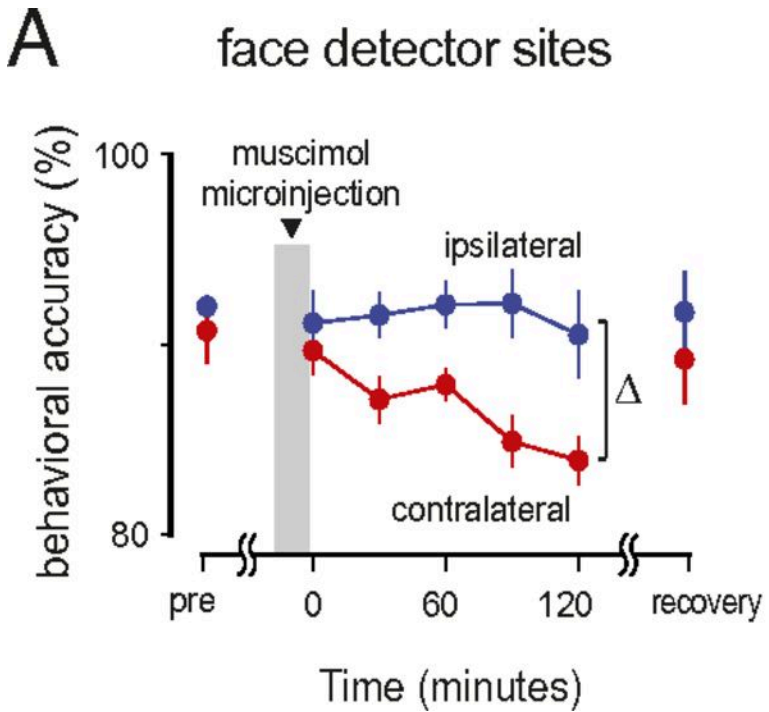 A
face detector sites
behavioral accuracy (%)
100
80
muscimol
microinjection
ipsilateral
Δ
contralateral
pre
0
60
120
recovery
Time (minutes)